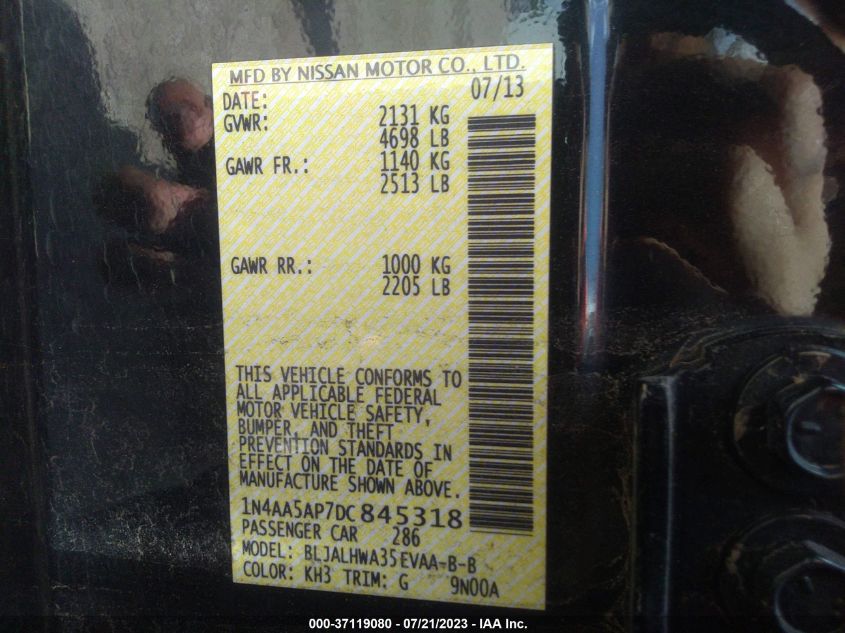 MFD BY NISSAN MOTOR CO., LTD.
DATE: 07/13
GVWR: 2131 KG
4698 LB
GAWR FR.: 1140 KG
2513 LB
GAWR RR.: 1000 KG
2205 LB
THIS VEHICLE CONFORMS TO
ALL APPLICABLE FEDERAL
MOTOR VEHICLE SAFETY,
BUMPER, AND THEFT
PREVENTION STANDARDS IN
EFFECT ON THE DATE OF
MANUFACTURE SHOWN ABOVE.
1N4AA5AP7DC845318
PASSENGER CAR 286
MODEL: BLJALHWA35EVAA-B-B
COLOR: KH3 TRIM: G 9N00A
000-37119080 - 07/21/2023 - IAA Inc.